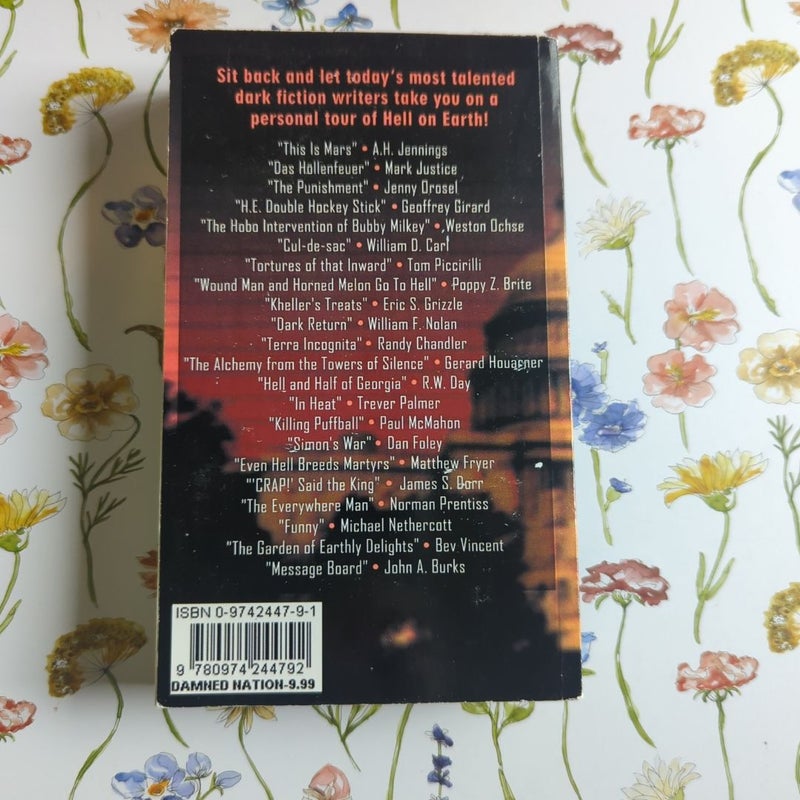 Sit back and let today's most talented
dark fiction writers take you on a
personal tour of Hell on Earth!
"This Is Mars" • A.H. Jennings
"Das Höllenfeuer" • Mark Justice
"The Punishment" • Jenny Orosel
"H.E. Double Hockey Stick" • Geoffrey Girard
"The Hobo Intervention of Bubby Milkey" • Weston Ochse
"Cul-de-sac" • William D. Carl
"Tortures of that Inward" • Tom Piccirilli
"Wound Man and Horned Melon Go To Hell" • Poppy Z. Brite
"Kheller's Treats" • Eric S. Grizzle
"Dark Return" • William F. Nolan
"Terra Incognita" • Randy Chandler
"The Alchemy from the Towers of Silence" • Gerard Houarner
"Hell and Half of Georgia" • R.W. Day
"In Heat" • Trever Palmer
"Killing Puffball" • Paul McMahon
"Simon's War" • Dan Foley
"Even Hell Breeds Martyrs" • Matthew Fryer
"'CRAP!' Said the King" • James S. Dorr
"The Everywhere Man" • Norman Prentiss
"Funny" • Michael Nethercott
"The Garden of Earthly Delights" • Bev Vincent
"Message Board" • John A. Burks
ISBN 0-9742447-9-1
9 780974 244792
DAMNED NATION-9.99